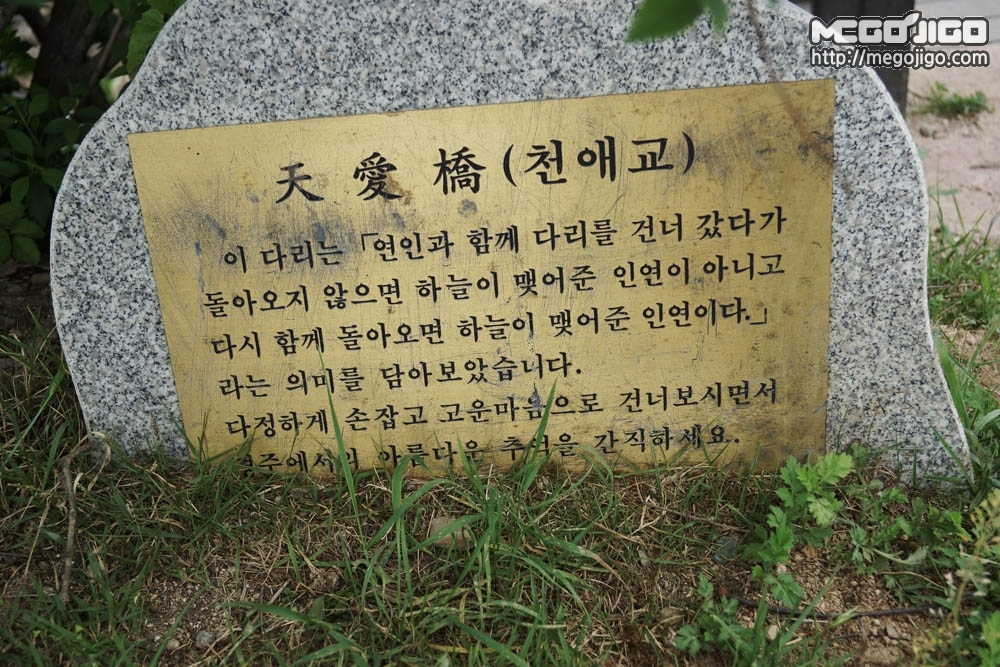 MEGOJIGO
http://megojigo.com
天愛橋(천애교)
이 다리는 「연인과 함께 다리를 건너 갔다가
돌아오지 않으면 하늘이 맺어준 인연이 아니고
다시 함께 돌아오면 하늘이 맺어준 인연이다.」
라는 의미를 담아보았습니다.
다정하게 손잡고 고운마음으로 건너보시면서
아름다운 추억을 간직하세요.